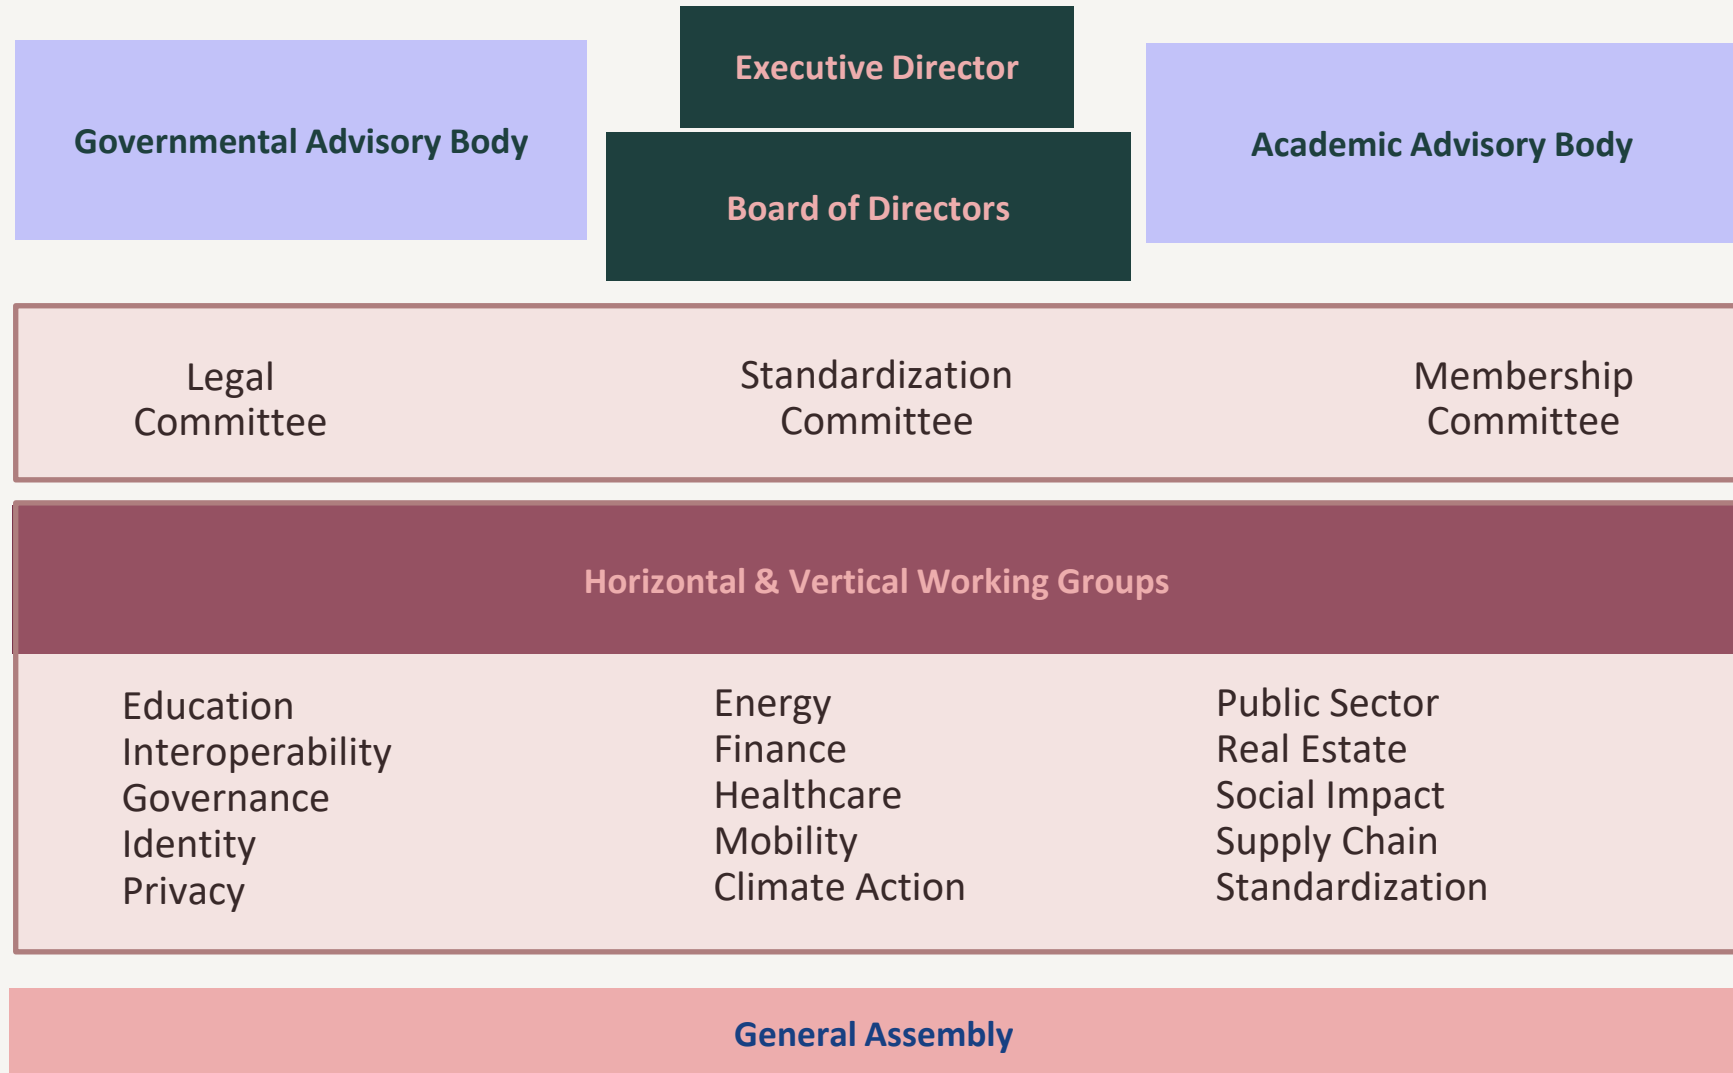 Executive Director
Governmental Advisory Body
Academic Advisory Body
Board of Directors
Legal
Committee
Standardization
Committee
Membership
Committee
Horizontal & Vertical Working Groups
Education
Interoperability
Governance
Identity
Privacy
Energy
Finance
Healthcare
Mobility
Climate Action
Public Sector
Real Estate
Social Impact
Supply Chain
Standardization
General Assembly